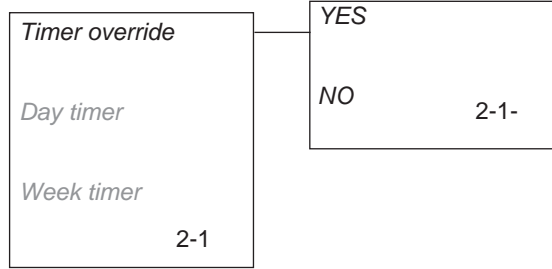 Timer override
Day timer
Week timer
2-1
YES
NO
2-1-